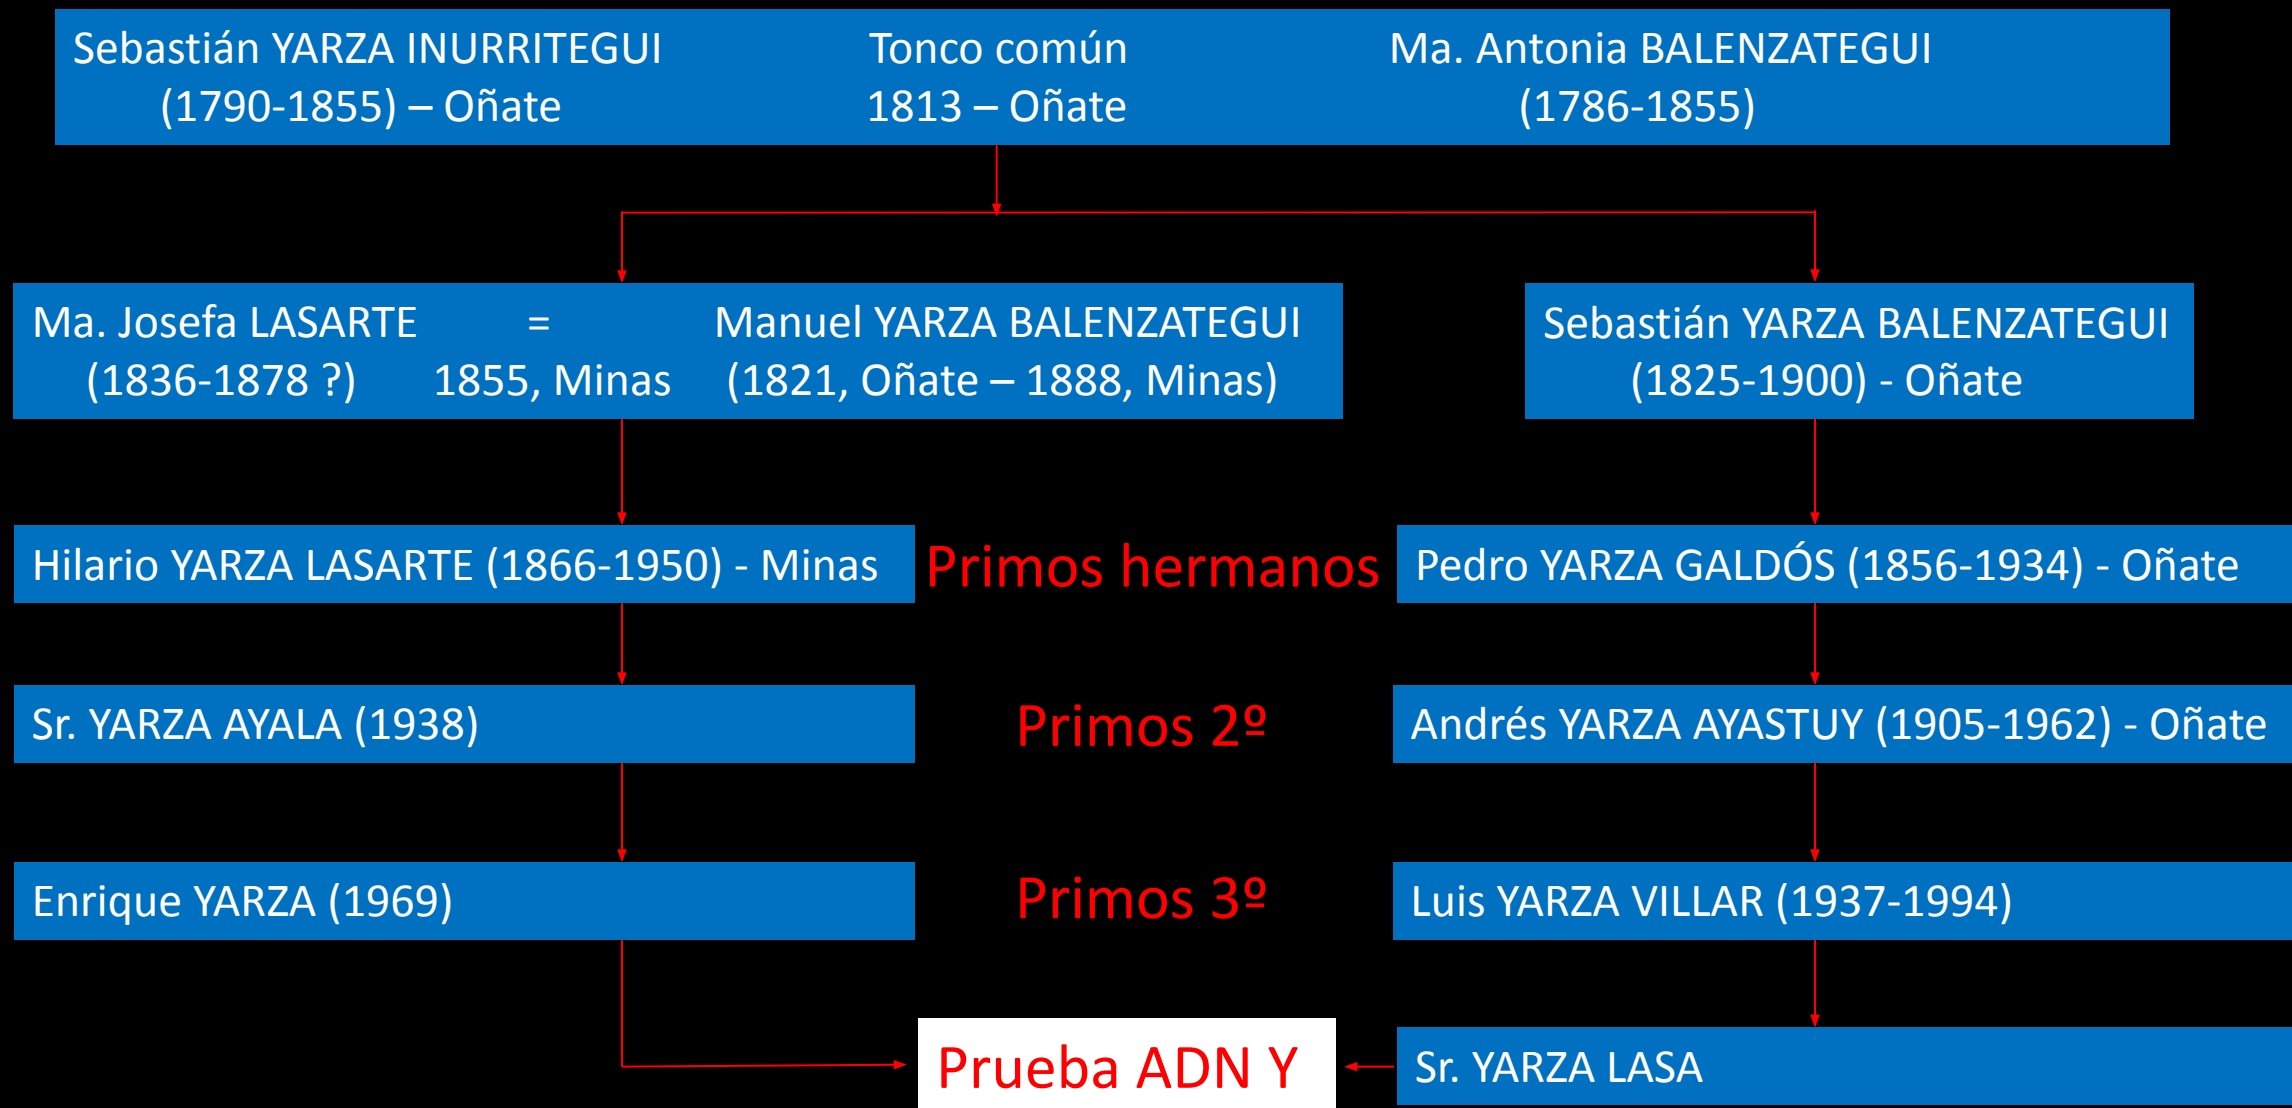 Sebastián YARZA INURRITEGUI Tonco común Ma. Antonia BALENZATEGUI
(1790-1855) – Oñate 1813 – Oñate (1786-1855)
Ma. Josefa LASARTE = Manuel YARZA BALENZATEGUI
(1836-1878 ?) 1855, Minas (1821, Oñate – 1888, Minas)
Sebastián YARZA BALENZATEGUI
(1825-1900) - Oñate
Hilario YARZA LASARTE (1866-1950) - Minas
Primos hermanos
Pedro YARZA GALDÓS (1856-1934) - Oñate
Sr. YARZA AYALA (1938)
Primos 2º
Andrés YARZA AYASTUY (1905-1962) - Oñate
Enrique YARZA (1969)
Primos 3º
Luis YARZA VILLAR (1937-1994)
Prueba ADN Y
Sr. YARZA LASA